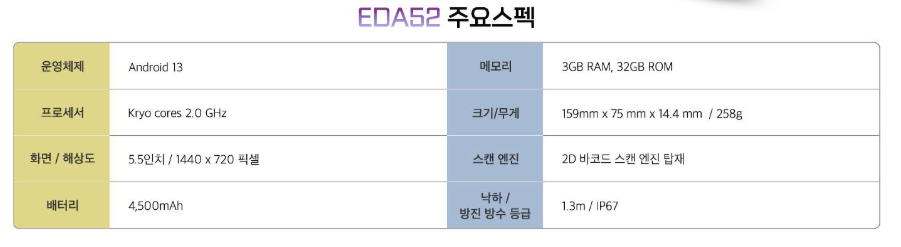 EDA52 주요스펙
운영체제 Android 13 메모리 3GB RAM, 32GB ROM
프로세서 Kryo cores 2.0 GHz 크기/무게 159mm x 75 mm x 14.4 mm / 258g
화면 / 해상도 5.5인치 / 1440 x 720 픽셀 스캔 엔진 2D 바코드 스캔 엔진 탑재
배터리 4,500mAh 낙하 /
방진 방수 등급 1.3m / IP67